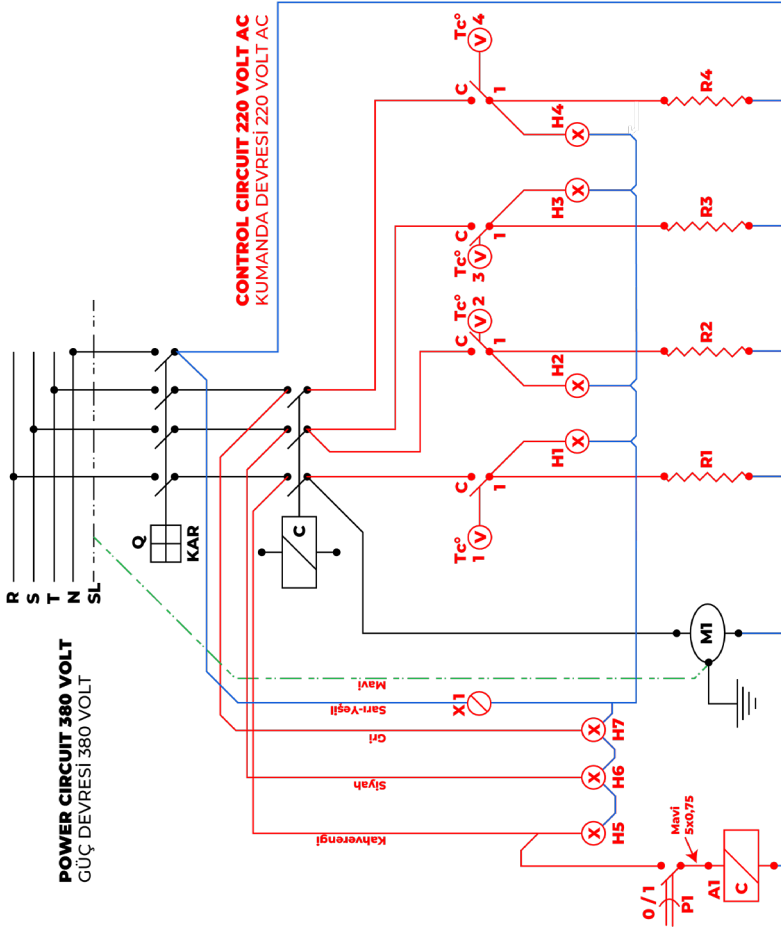 POWER CIRCUIT 380 VOLT
GÜÇ DEVRESİ 380 VOLT
R
S
T
N
SL
Q
KAR
C
CONTROL CIRCUIT 220 VOLT AC
KUMANDA DEVRESİ 220 VOLT AC
Kahverengi
Siyah
Gri
Sarı-Yeşil
Mavi
X1
H5
H6
H7
0 / 1
P1
Mavi
5x0,75
A1
C
M1
Tc°
1
V
C
1
H1
X
R1
Tc°
2
V
C
1
H2
X
R2
Tc°
3
V
C
1
H3
X
R3
Tc°
4
V
C
1
H4
X
R4
X
X
X